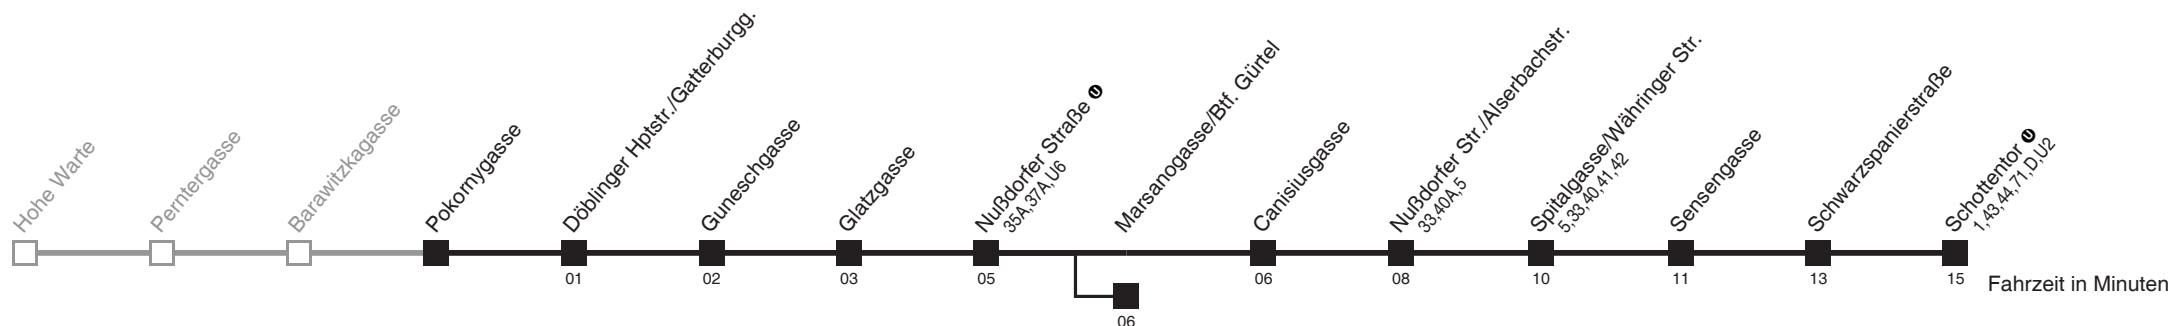 Hohe Warte
Perntergasse
Barawitzkagasse
Pokornygasse
Döblinger Hptstr./Gatterburgg.
Guneschgasse
Glatzgasse
Nußdorfer Straße U
35A,37A,U6
Marsanogasse/Btf. Gürtel
Canisiusgasse
Nußdorfer Str./Alserbachstr.
33,40A,5
Spitalgasse/Währinger Str.
5,33,40,41,42
Sensengasse
Schwarzspanierstraße
Schottentor U
1,43,44,71,D,U2
01
02
03
05
06
08
10
11
13
15
Fahrzeit in Minuten
06